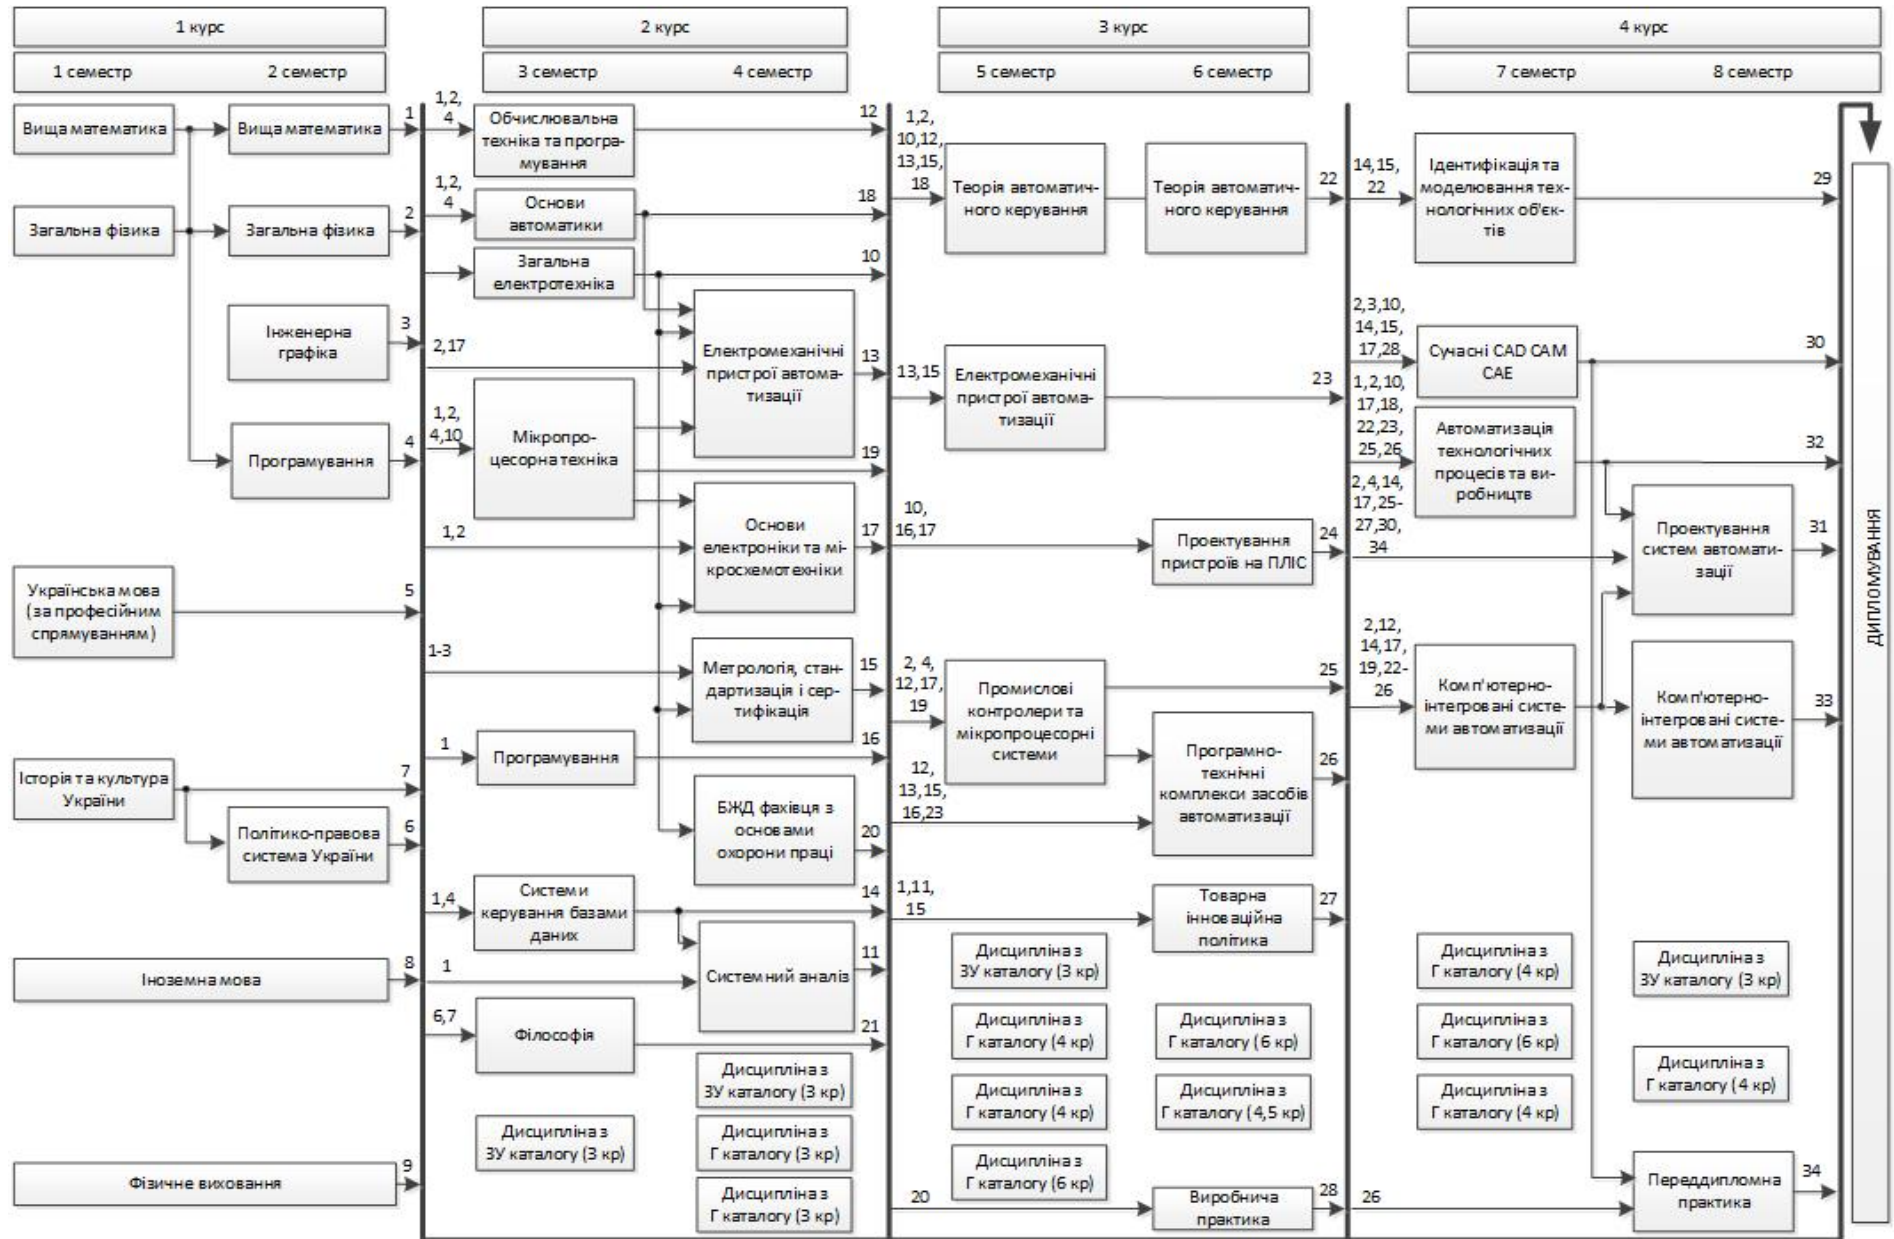 1 курс
2 курс
3 курс
4 курс
1 семестр
2 семестр
3 семестр
4 семестр
5 семестр
6 семестр
7 семестр
8 семестр
Вища математика
Вища математика
1
1,2,
4
Обчислювальна
техніка та програ-
мування
12
Загальна фізика
Загальна фізика
2
1,2,
4
Основи
автоматики
18
Загальна
електротехніка
10
Інженерна
графіка
3
2,17
Електромеханічні
пристрої автома-
тизації
13
Програмування
4
1,2,
4,10
Мікропро-
цесорна техніка
19
1,2
Основи
електроніки та мі-
кросхемотехніки
17
Українська мова
(за професійним
спрямуванням)
5
1-3
Метрологія, стан-
дартизація і сер-
тифікація
15
1
Програмування
16
Історія та культура
України
7
Політико-правова
система України
6
БЖД фахівця з
основами
охорони праці
20
1,4
Системи
керування базами
даних
14
Іноземна мова
8
1
Системний аналіз
11
6,7
Філософія
21
Дисципліна з
ЗУ каталогу (3 кр)
Дисципліна з
ЗУ каталогу (3 кр)
Дисципліна з
Г каталогу (3 кр)
Дисципліна з
Г каталогу (3 кр)
Фізичне виховання
9
1,2,
10,12,
13,15,
18
Теорія автоматич-
ного керування
Теорія автоматич-
ного керування
22
13,15
Електромеханічні
пристрої автома-
тизації
23
10,
16,17
Проектування
пристроїв на ПЛІС
24
2, 4,
12,17,
19
Промислові
контролери та
мікропроцесорні
системи
25
12,
13,15,
16,23
Програмно-
технічні
комплекси засобів
автоматизації
26
1,11,
15
Товарна
інноваційна
політика
27
Дисципліна з
ЗУ каталогу (3 кр)
Дисципліна з
Г каталогу (4 кр)
Дисципліна з
Г каталогу (6 кр)
Дисципліна з
Г каталогу (4 кр)
Дисципліна з
Г каталогу (4,5 кр)
Дисципліна з
Г каталогу (6 кр)
20
Виробнича
практика
28
14,15,
22
Ідентифікація та
моделювання тех-
нологічних об'єк-
тів
29
2,3,10,
14,15,
17,28
Сучасні CAD CAM
CAE
30
1,2,10,
17,18,
22,23,
25,26
Автоматизація
технологічних
процесів та ви-
робництв
32
2,4,14,
17,25-
27,30,
34
Проектування
систем автомати-
зації
31
2,12,
14,17,
19,22-
26
Комп'ютерно-
інтегровані систе-
ми автоматизації
Комп'ютерно-
інтегровані систе-
ми автоматизації
33
Дисципліна з
Г каталогу (4 кр)
Дисципліна з
ЗУ каталогу (3 кр)
Дисципліна з
Г каталогу (6 кр)
Дисципліна з
Г каталогу (4 кр)
Дисципліна з
Г каталогу (4 кр)
26
Переддипломна
практика
34
ДИПЛОМУВАННЯ